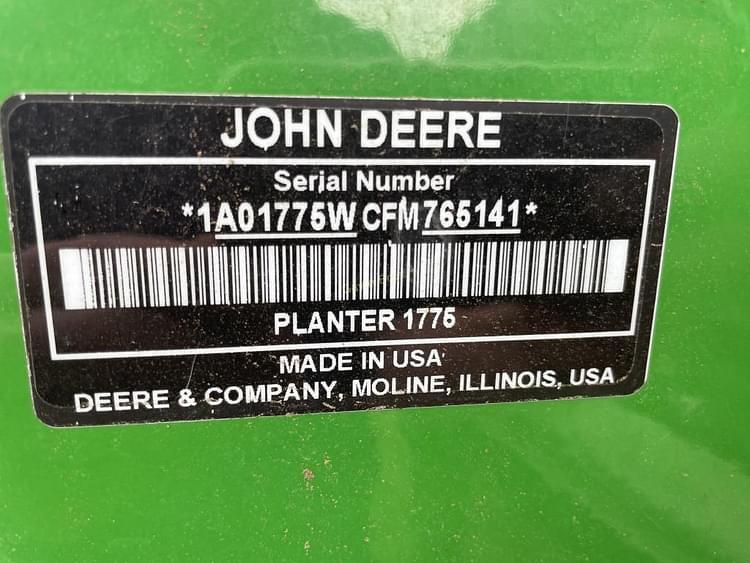 JOHN DEERE
Serial Number
*1A01775WCFM765141*
PLANTER 1775
MADE IN USA
DEERE & COMPANY, MOLINE, ILLINOIS, USA